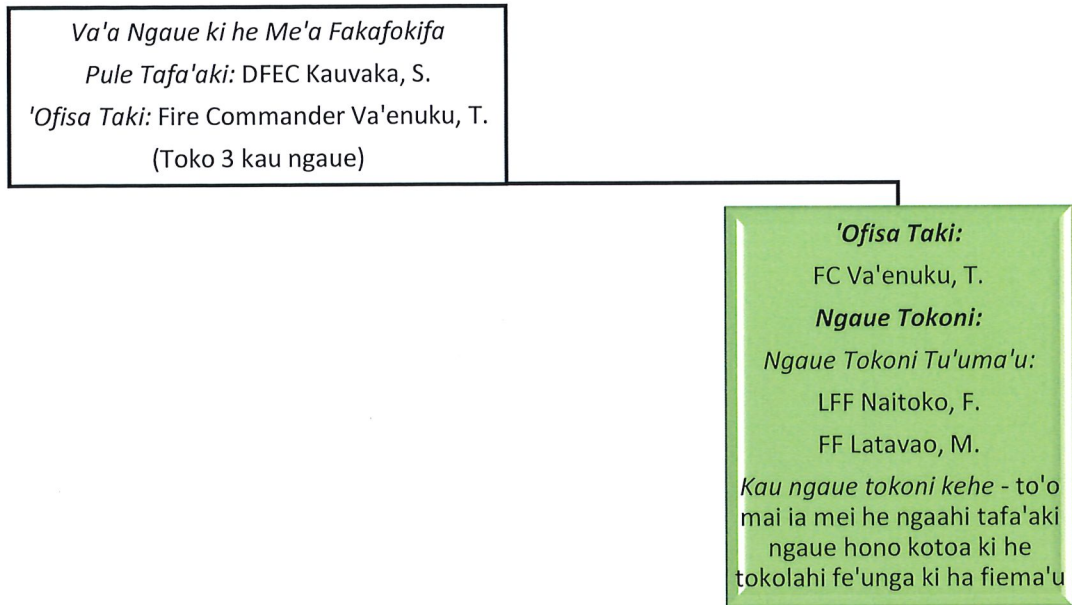 Va'a Ngaue ki he Me'a Fakafokifa
Pule Tafa'aki: DFEC Kauvaka, S.
'Ofisa Taki: Fire Commander Va'enuku, T.
(Toko 3 kau ngaue)
'Ofisa Taki:
FC Va'enuku, T.
Ngaue Tokoni:
Ngaue Tokoni Tu'uma'u:
LFF Naitoko, F.
FF Latavao, M.
Kau ngaue tokoni kehe - to'o
mai ia mei he ngaahi tafa'aki
ngaue hono kotoa ki he
tokolahi fe'unga ki ha fiema'u